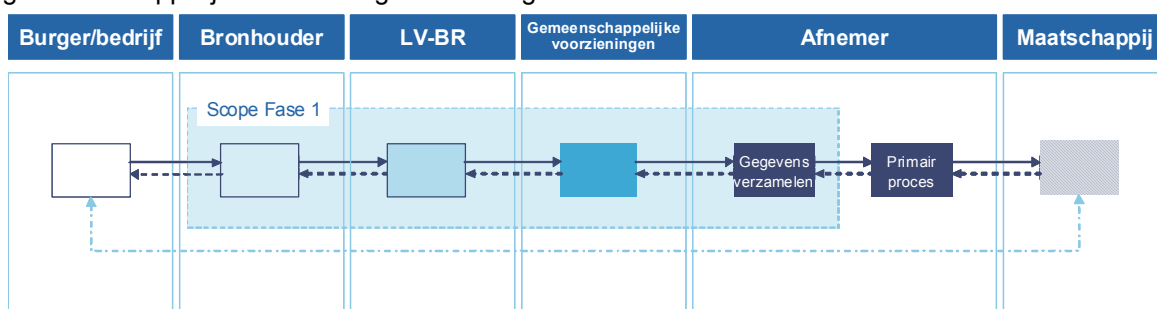 Burger/bedrijf
Bronhouder
LV-BR
Gemeenschappelijke
voorzieningen
Afnemer
Maatschappij
Scope Fase 1
Gegevens
verzamelen
Primair
proces